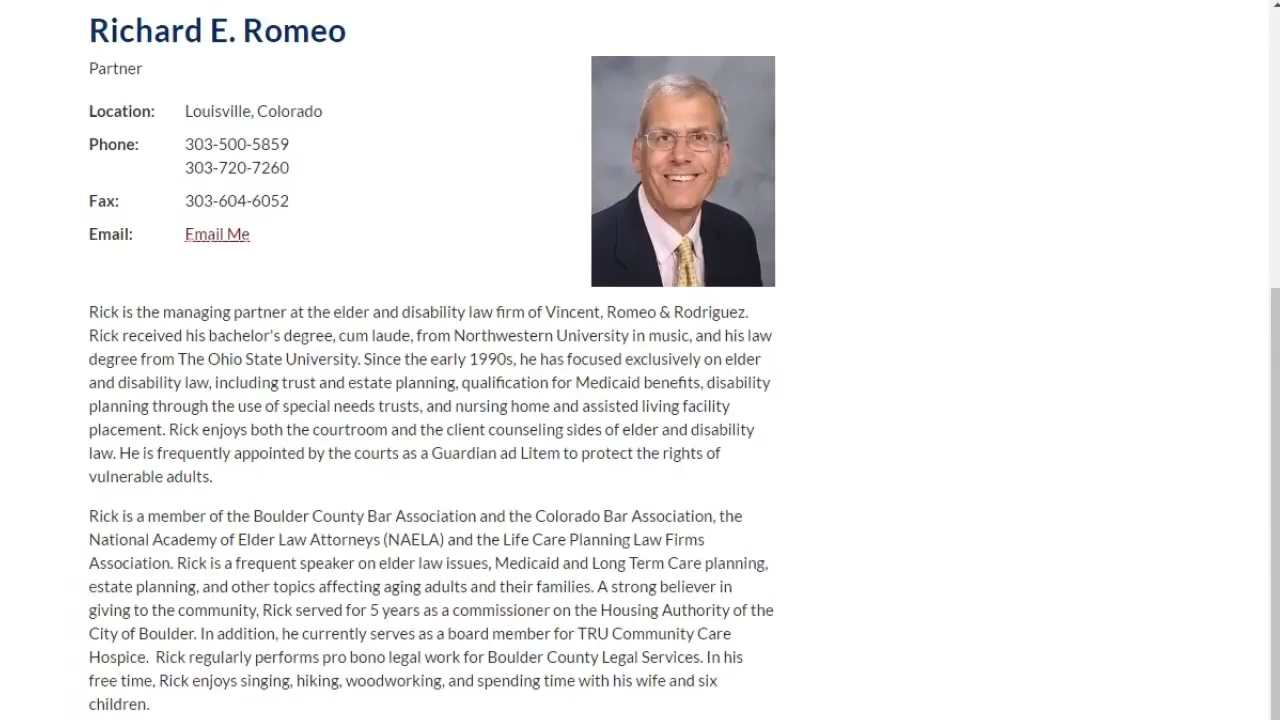 Richard E. Romeo
Partner
Location: Louisville, Colorado
Phone: 303-500-5859
303-720-7260
Fax: 303-604-6052
Email: Email Me
Rick is the managing partner at the elder and disability law firm of Vincent, Romeo & Rodriguez.
Rick received his bachelor's degree, cum laude, from Northwestern University in music, and his law
degree from The Ohio State University. Since the early 1990s, he has focused exclusively on elder
and disability law, including trust and estate planning, qualification for Medicaid benefits, disability
planning through the use of special needs trusts, and nursing home and assisted living facility
placement. Rick enjoys both the courtroom and the client counseling sides of elder and disability
law. He is frequently appointed by the courts as a Guardian ad Litem to protect the rights of
vulnerable adults.
Rick is a member of the Boulder County Bar Association and the Colorado Bar Association, the
National Academy of Elder Law Attorneys (NAELA) and the Life Care Planning Law Firms
Association. Rick is a frequent speaker on elder law issues, Medicaid and Long Term Care planning,
estate planning, and other topics affecting aging adults and their families. A strong believer in
giving to the community, Rick served for 5 years as a commissioner on the Housing Authority of the
City of Boulder. In addition, he currently serves as a board member for TRU Community Care
Hospice.  Rick regularly performs pro bono legal work for Boulder County Legal Services. In his
free time, Rick enjoys singing, hiking, woodworking, and spending time with his wife and six
children.